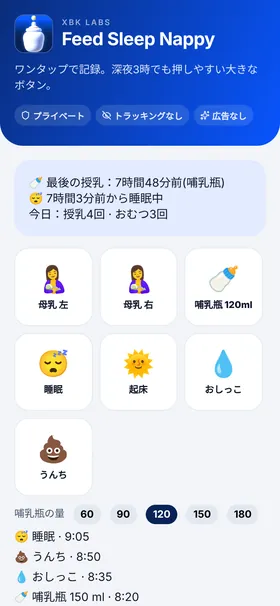 XBK LABS
Feed Sleep Nappy
ワンタップで記録。深夜3時でも押しやすい大きな
ボタン。
プライベート
トラッキングなし
広告なし
🍼 最後の授乳：7時間48分前(哺乳瓶)
😴 7時間3分前から睡眠中
今日：授乳4回・おむつ3回
母乳 左
母乳 右
哺乳瓶 120ml
睡眠
起床
おしっこ
うんち
哺乳瓶の量 60 90 120 150 180
😴 睡眠 · 9:05
💩 うんち · 8:50
💧 おしっこ · 8:35
🍼 哺乳瓶 150 ml · 8:20